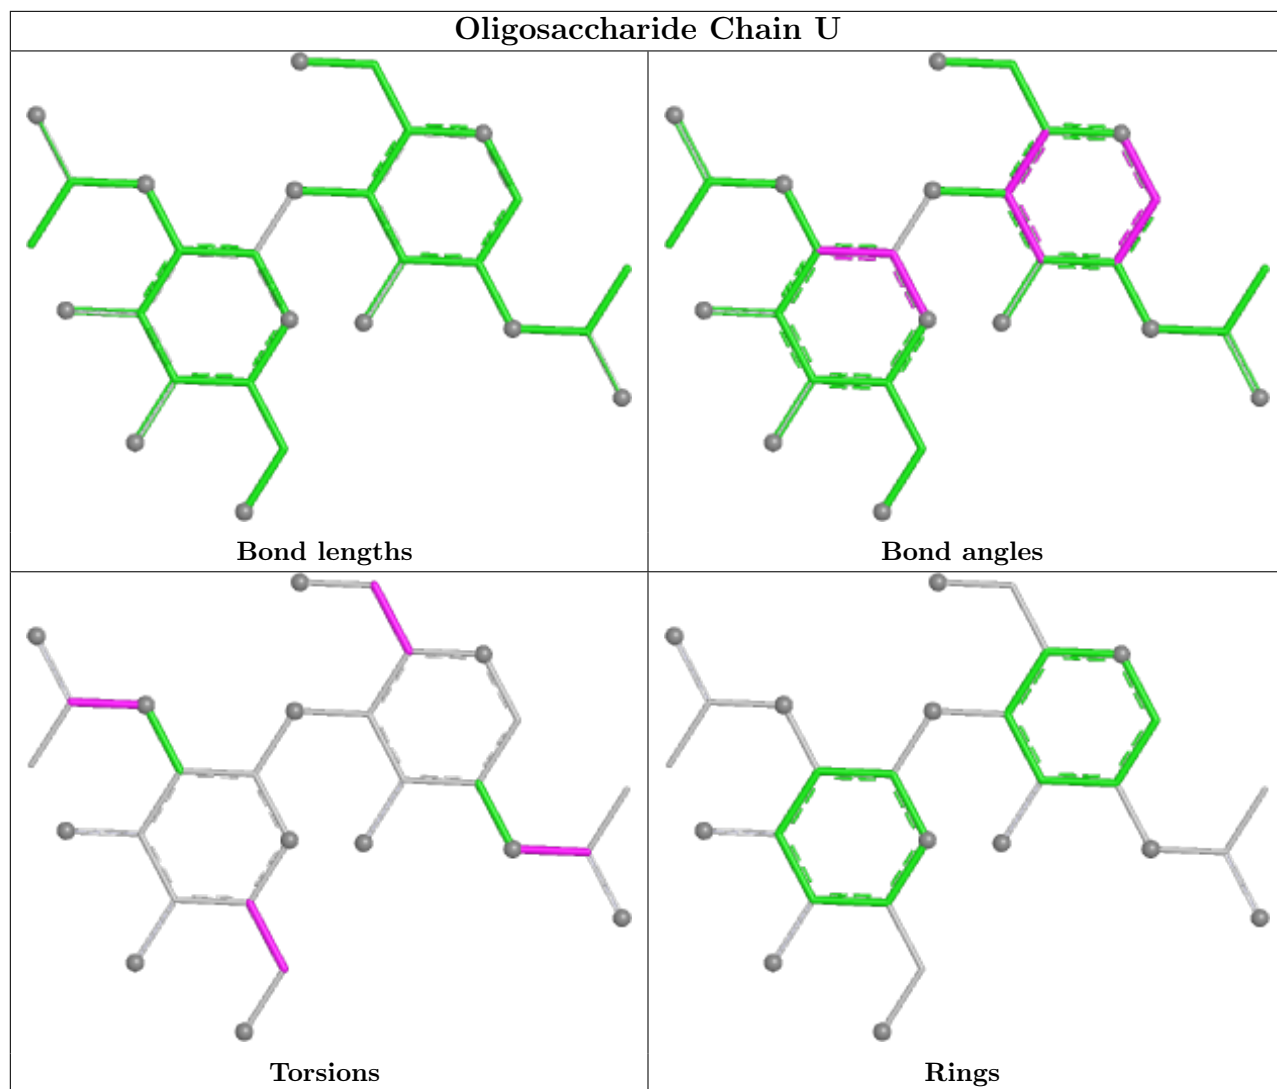 Oligosaccharide Chain U
Bond lengths
Bond angles
Torsions
Rings